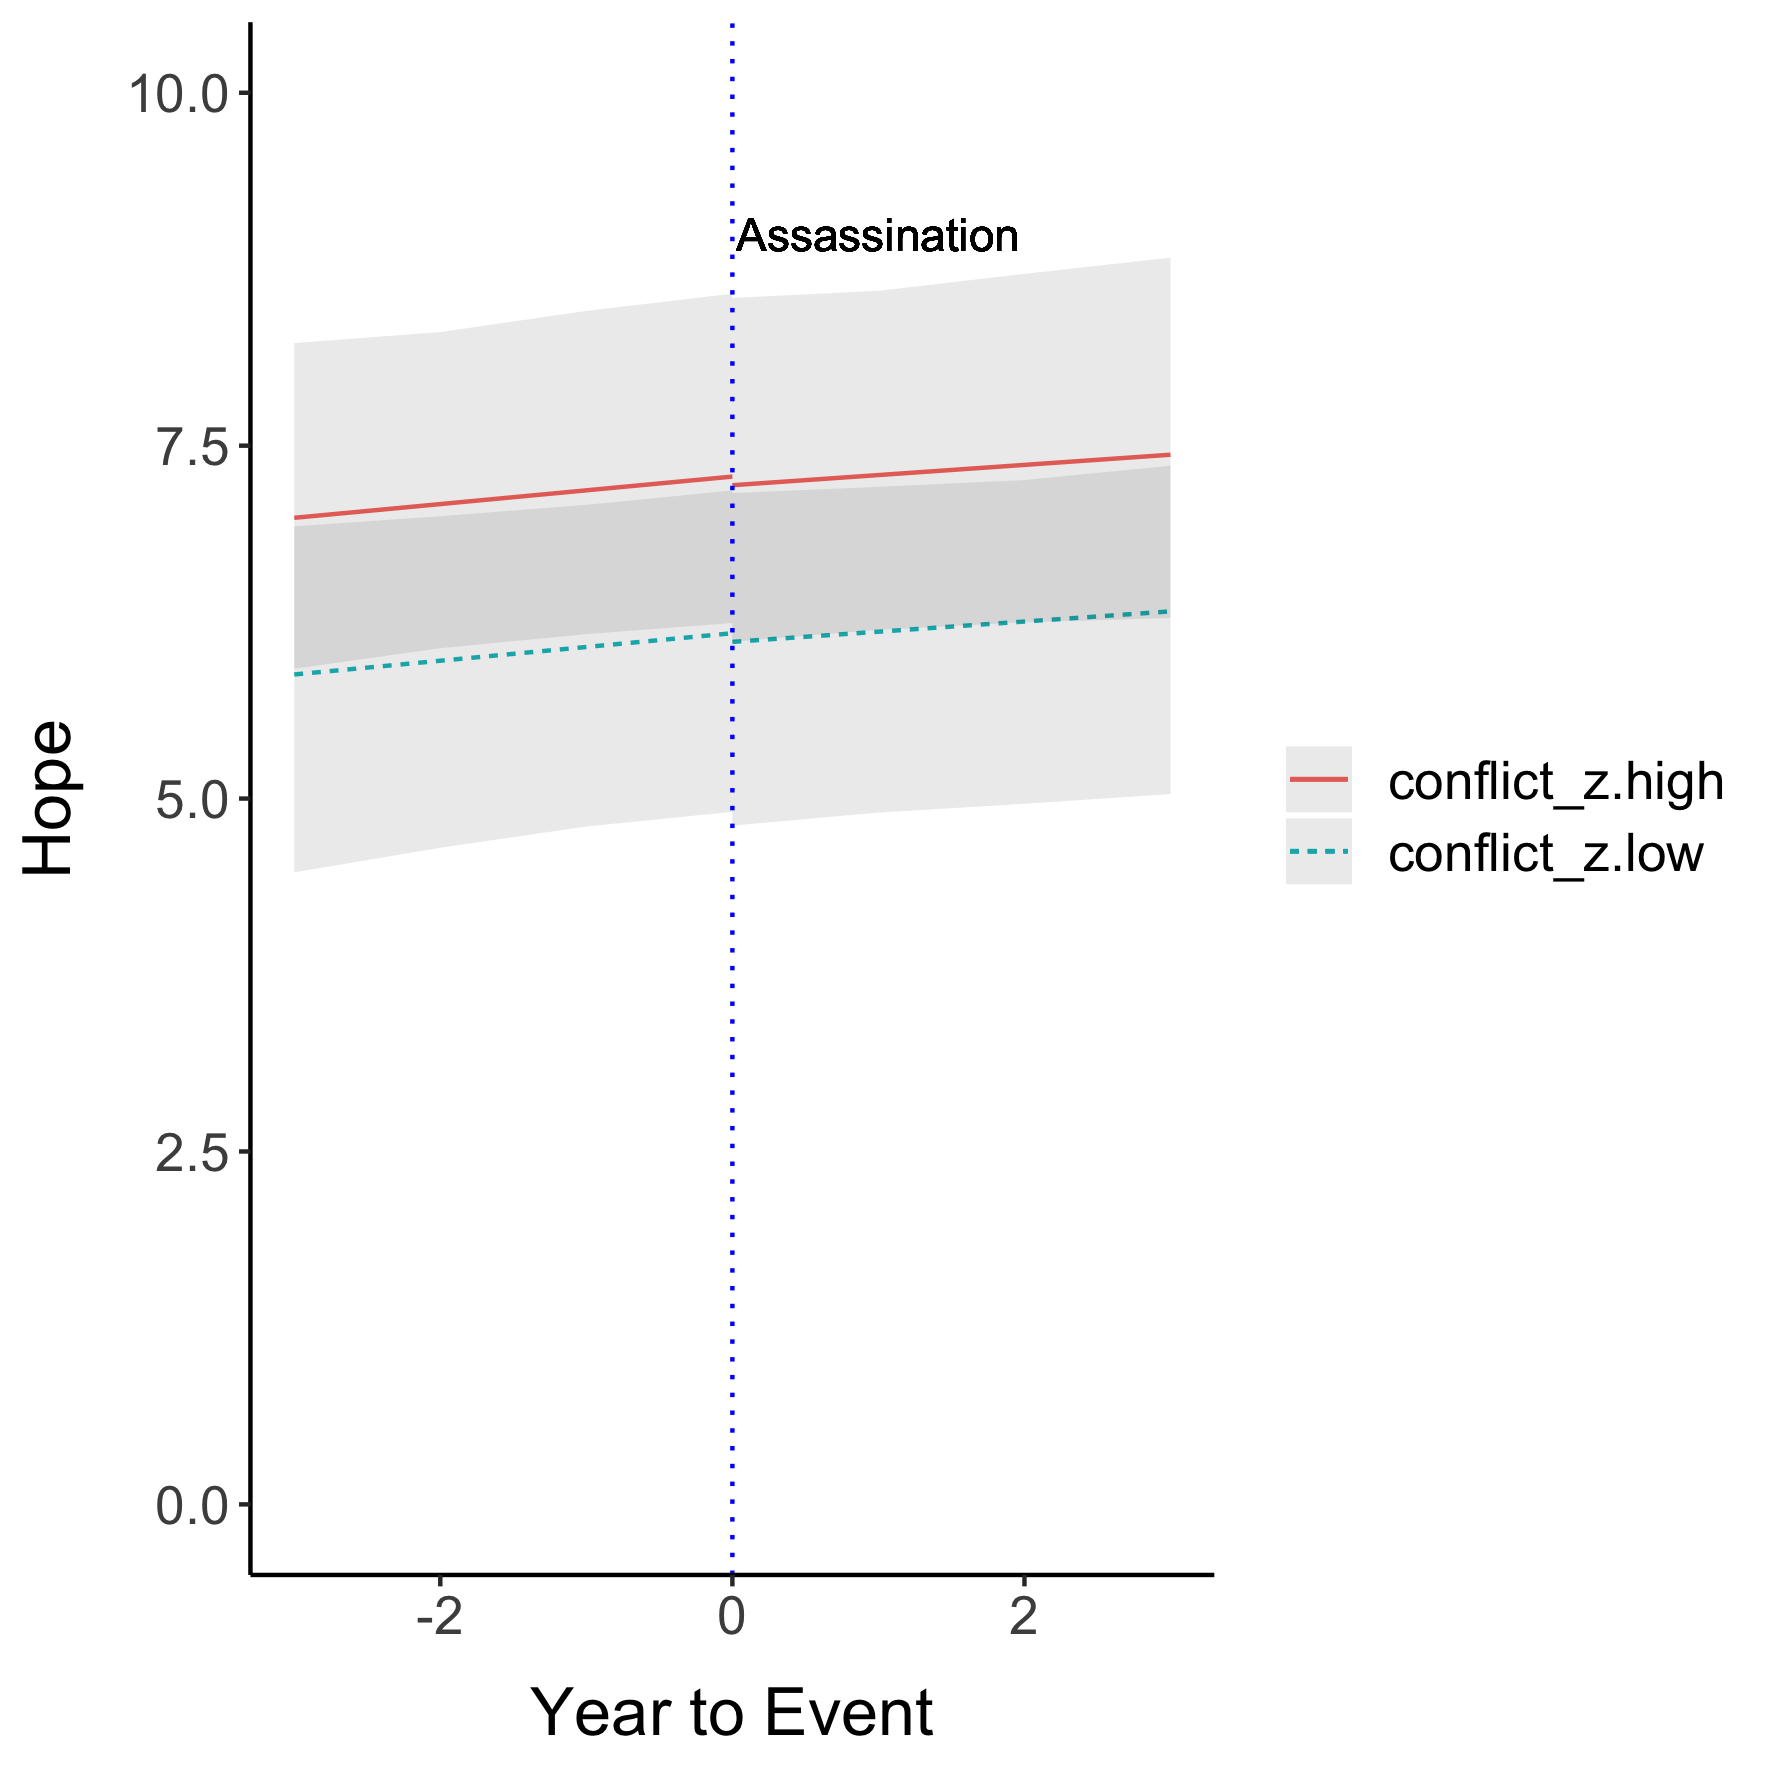 10.0
7.5
5.0
2.5
0.0
Hope
Assassination
conflict_z.high
conflict_z.low
-2
0
2
Year to Event